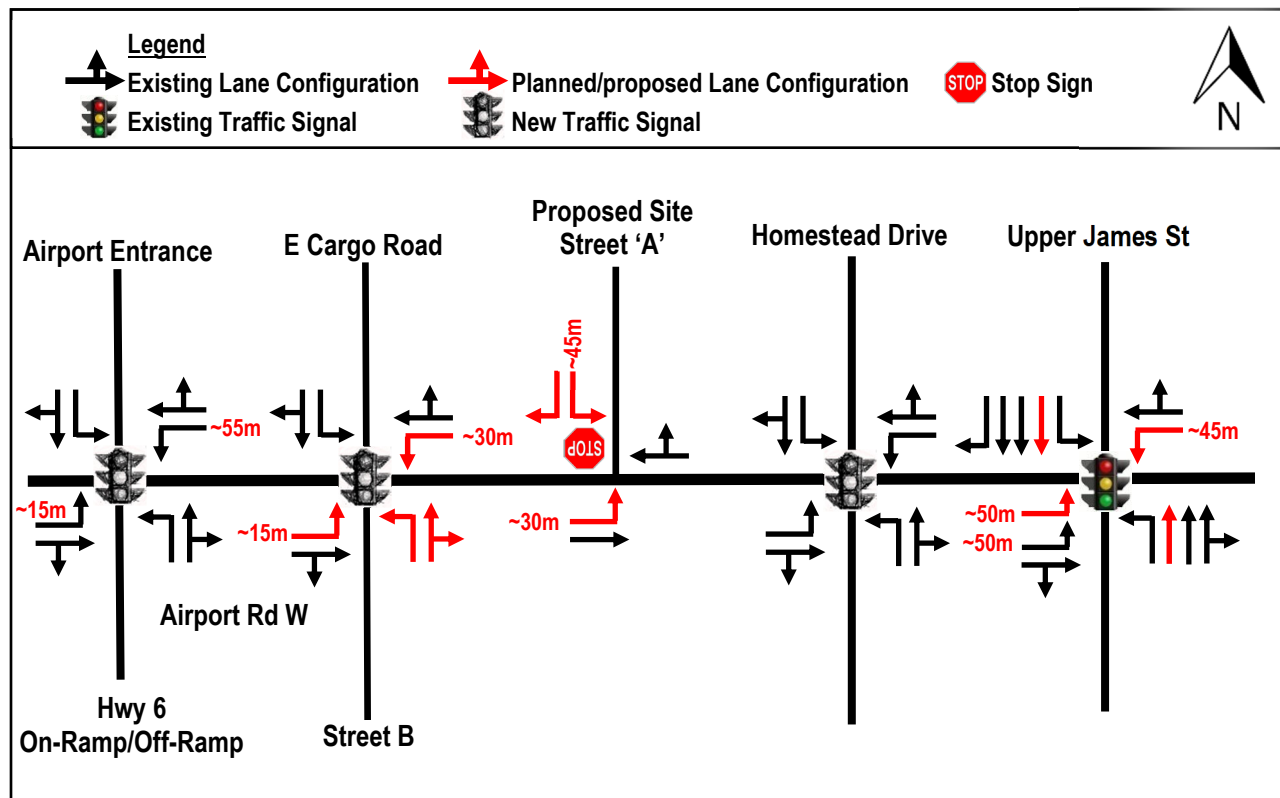 Legend
Existing Lane Configuration
Planned/proposed Lane Configuration
STOP
Stop Sign
Existing Traffic Signal
New Traffic Signal
N
Airport Entrance
E Cargo Road
Proposed Site
Street ‘A’
Homestead Drive
Upper James St
~45m
~55m
~30m
STOP
~45m
~15m
~15m
~30m
~50m
~50m
Airport Rd W
Hwy 6
On-Ramp/Off-Ramp
Street B